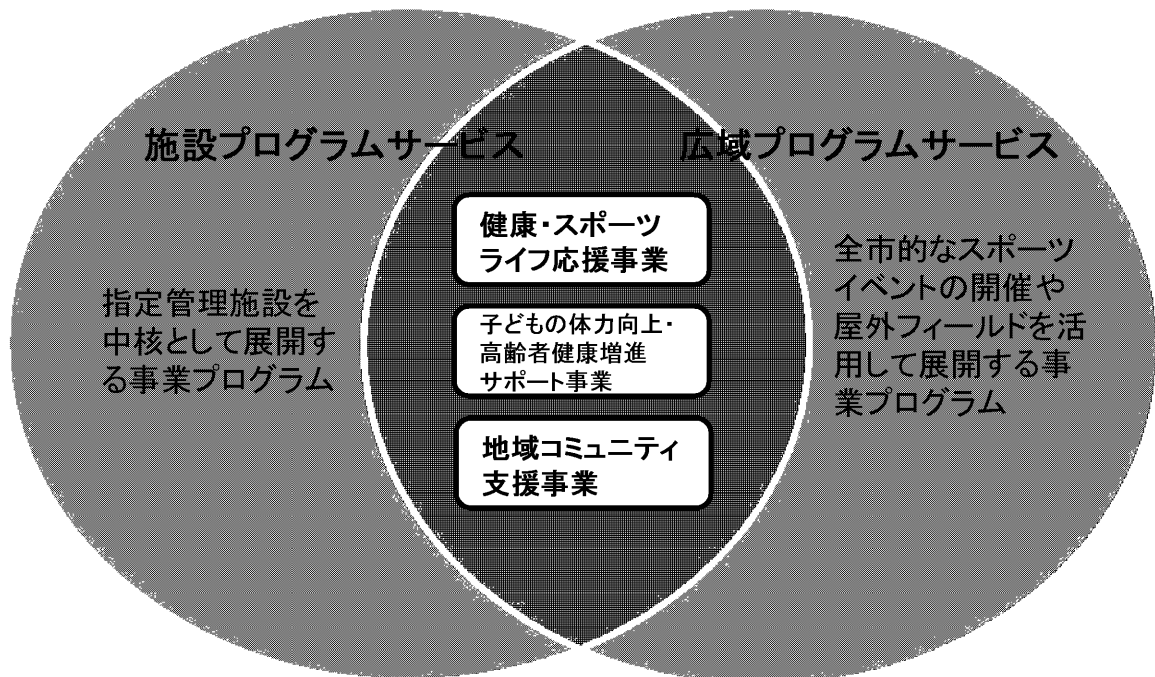 施設プログラムサービス
広域プログラムサービス
指定管理施設を
中核として展開す
る事業プログラム
健康・スポーツ
ライフ応援事業
子どもの体力向上・
高齢者健康増進
サポート事業
地域コミュニティ
支援事業
全市的なスポーツ
イベントの開催や
屋外フィールドを活
用して展開する事
業プログラム